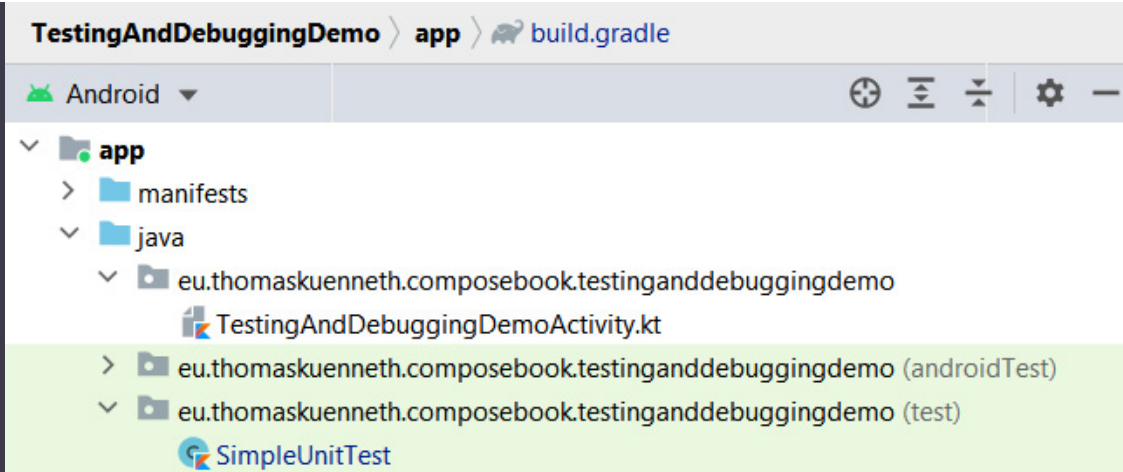 TestingAndDebuggingDemo app build.gradle
Android
app
manifests
java
eu.thomaskuenneth.composebook.testinganddebuggingdemo
TestingAndDebuggingDemoActivity.kt
eu.thomaskuenneth.composebook.testinganddebuggingdemo (androidTest)
eu.thomaskuenneth.composebook.testinganddebuggingdemo (test)
SimpleUnitTest